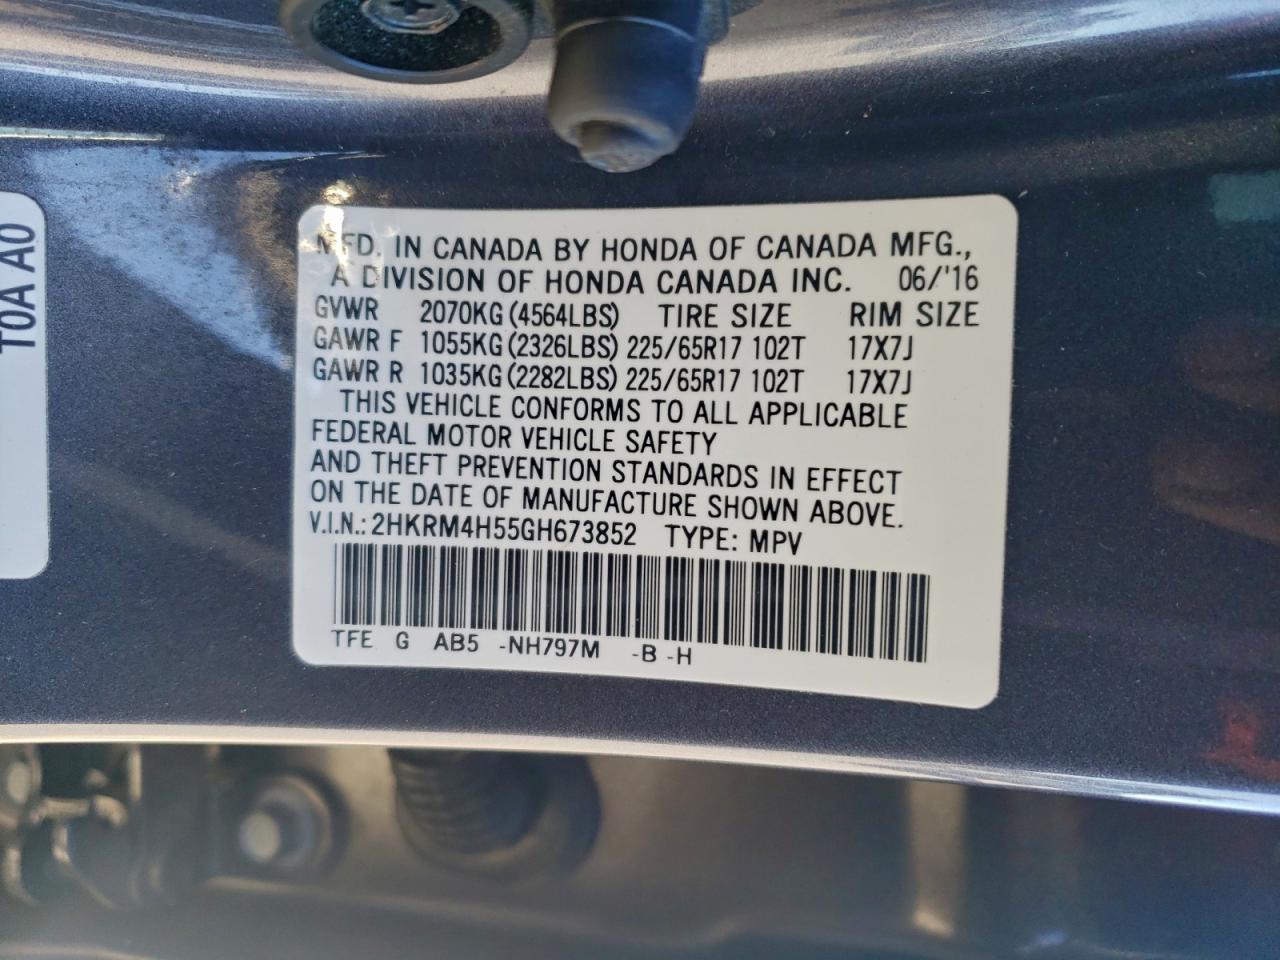 MFD. IN CANADA BY HONDA OF CANADA MFG.,
A DIVISION OF HONDA CANADA INC. 06/'16
GVWR 2070KG (4564LBS) TIRE SIZE RIM SIZE
GAWR F 1055KG (2326LBS) 225/65R17 102T 17X7J
GAWR R 1035KG (2282LBS) 225/65R17 102T 17X7J
THIS VEHICLE CONFORMS TO ALL APPLICABLE
FEDERAL MOTOR VEHICLE SAFETY
AND THEFT PREVENTION STANDARDS IN EFFECT
ON THE DATE OF MANUFACTURE SHOWN ABOVE.
V.I.N.: 2HKRM4H55GH673852 TYPE: MPV
TFE G AB5 -NH797M -B -H
T0A A0